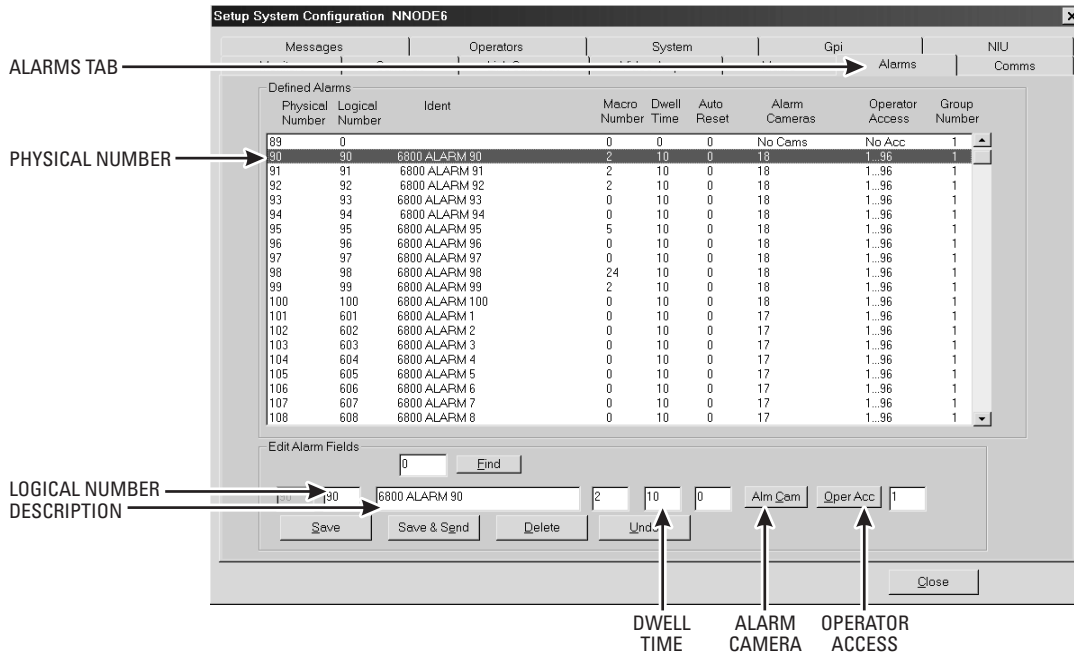 Setup System Configuration NNODE6
Messages Operators System Gpi NIU
Alarms Comms
ALARMS TAB
Defined Alarms
Physical Number Logical Number Ident Macro Number Dwell Time Auto Reset Alarm Cameras Operator Access Group Number
89 0 0 0 0 No Cams No Acc 1
PHYSICAL NUMBER
90 90 6800 ALARM 90 2 10 0 18 1...96 1
91 91 6800 ALARM 91 2 10 0 18 1...96 1
92 92 6800 ALARM 92 2 10 0 18 1...96 1
93 93 6800 ALARM 93 0 10 0 18 1...96 1
94 94 6800 ALARM 94 0 10 0 18 1...96 1
95 95 6800 ALARM 95 5 10 0 18 1...96 1
96 96 6800 ALARM 96 0 10 0 18 1...96 1
97 97 6800 ALARM 97 0 10 0 18 1...96 1
98 98 6800 ALARM 98 24 10 0 18 1...96 1
99 99 6800 ALARM 99 2 10 0 18 1...96 1
100 100 6800 ALARM 100 0 10 0 18 1...96 1
101 601 6800 ALARM 1 0 10 0 17 1...96 1
102 602 6800 ALARM 2 0 10 0 17 1...96 1
103 603 6800 ALARM 3 0 10 0 17 1...96 1
104 604 6800 ALARM 4 0 10 0 17 1...96 1
105 605 6800 ALARM 5 0 10 0 17 1...96 1
106 606 6800 ALARM 6 0 10 0 17 1...96 1
107 607 6800 ALARM 7 0 10 0 17 1...96 1
108 608 6800 ALARM 8 0 10 0 17 1...96 1
Edit Alarm Fields
0 Find
LOGICAL NUMBER
90 90 6800 ALARM 90 2 10 0 Alm Cam Oper Acc 1
DESCRIPTION
Save Save & Send Delete Undo
Close
DWELL TIME
ALARM CAMERA
OPERATOR ACCESS